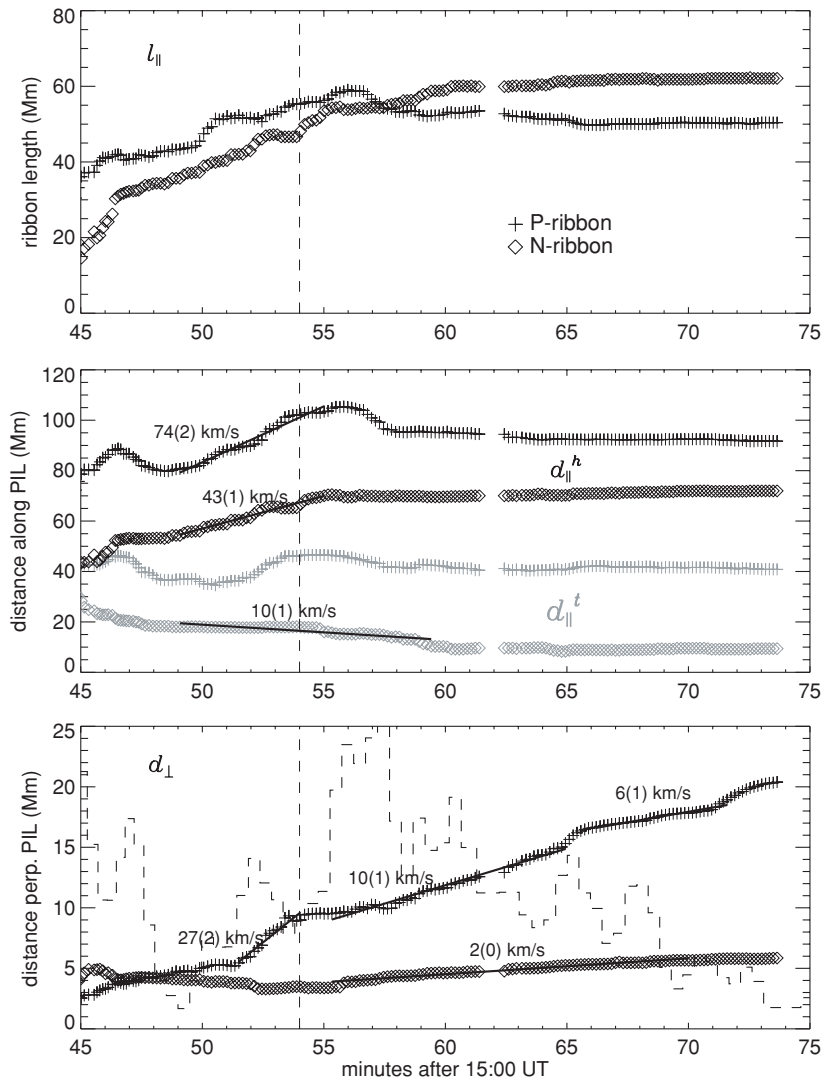 80
60
40
20
0
ribbon length (Mm)
l∥
+ P-ribbon
◇ N-ribbon
45 50 55 60 65 70 75
120
100
80
60
40
20
0
distance along PIL (Mm)
74(2) km/s
d∥h
43(1) km/s
10(1) km/s
d∥t
45 50 55 60 65 70 75
25
20
15
10
5
0
distance perp. PIL (Mm)
d⊥
6(1) km/s
10(1) km/s
27(2) km/s
2(0) km/s
45 50 55 60 65 70 75
minutes after 15:00 UT